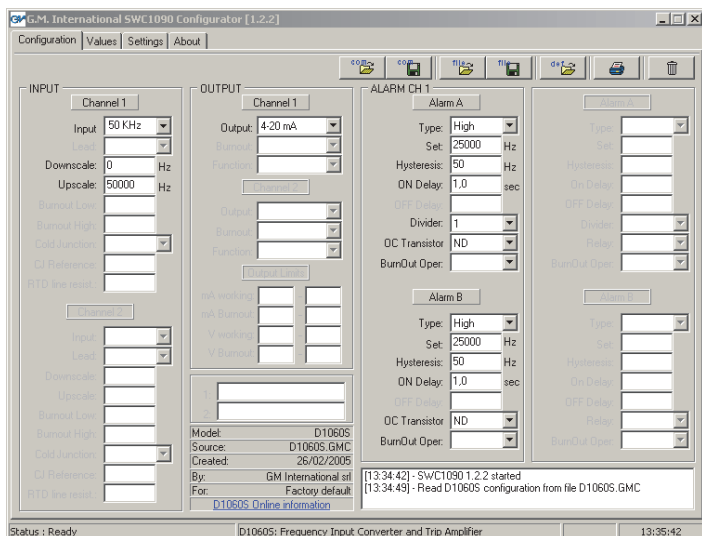 G.M. International SWC1090 Configurator [1.2.2]
Configuration Values Settings About
com com file file def
INPUT
Channel 1
Input 50 KHz
Lead:
Downscale: 0 Hz
Upscale: 50000 Hz
Burnout Low:
Burnout High:
Cold Junction:
CJ Reference:
RTD line resist.:
Channel 2
Input:
Lead:
Downscale:
Upscale:
Burnout Low:
Burnout High:
Cold Junction:
CJ Reference:
RTD line resist.:
OUTPUT
Channel 1
Output: 4-20 mA
Burnout:
Function:
Channel 2
Output:
Burnout:
Function:
Output Limits
mA working: -
mA Burnout: -
V working: -
V Burnout: -
1:
2:
Model: D1060S
Source: D1060S.GMC
Created: 26/02/2005
By: GM International srl
For: Factory default
D1060S Online information
ALARM CH 1
Alarm A
Type: High
Set: 25000 Hz
Hysteresis: 50 Hz
ON Delay: 1,0 sec
OFF Delay:
Divider: 1
OC Transistor ND
BurnOut Oper:
Alarm B
Type: High
Set: 25000 Hz
Hysteresis: 50 Hz
ON Delay: 1,0 sec
OFF Delay:
OC Transistor ND
BurnOut Oper:
Alarm A
Type:
Set:
Hysteresis:
On Delay:
OFF Delay:
Divider:
Relay:
BurnOut Oper:
Alarm B
Type:
Set:
Hysteresis:
On Delay:
OFF Delay:
Relay:
BurnOut Oper:
[13:34:42] - SWC1090 1.2.2 started
[13:34:49] - Read D1060S configuration from file D1060S.GMC
Status : Ready D1060S: Frequency Input Converter and Trip Amplifier 13:35:42